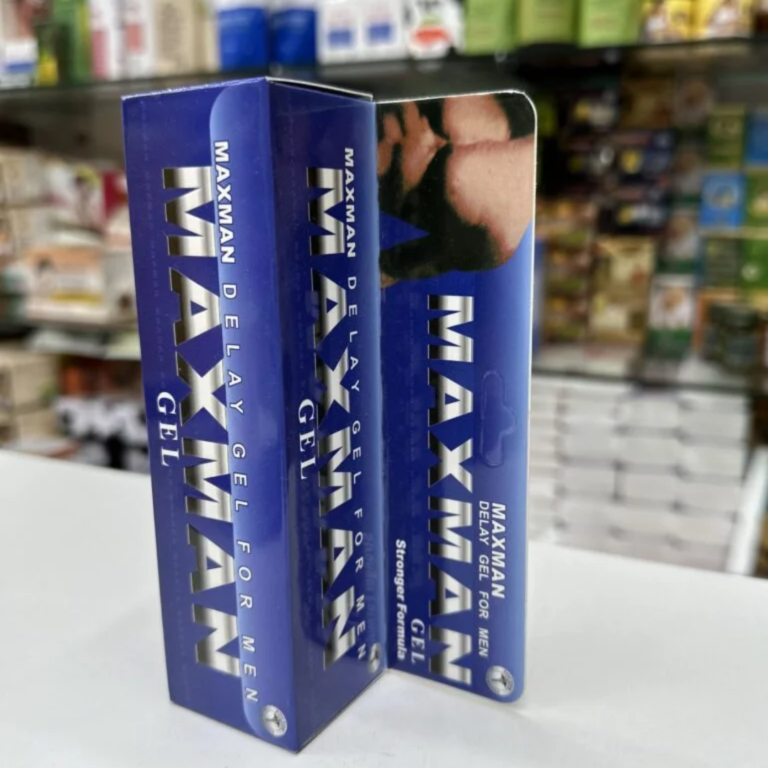 MAXMAN DELAY GEL FOR MEN
MAXMAN
GEL
MAXMAN DELAY GEL FOR MEN
MAXMAN
GEL
MAXMAN
DELAY GEL FOR MEN
MAXMAN
GEL
Stronger Formula